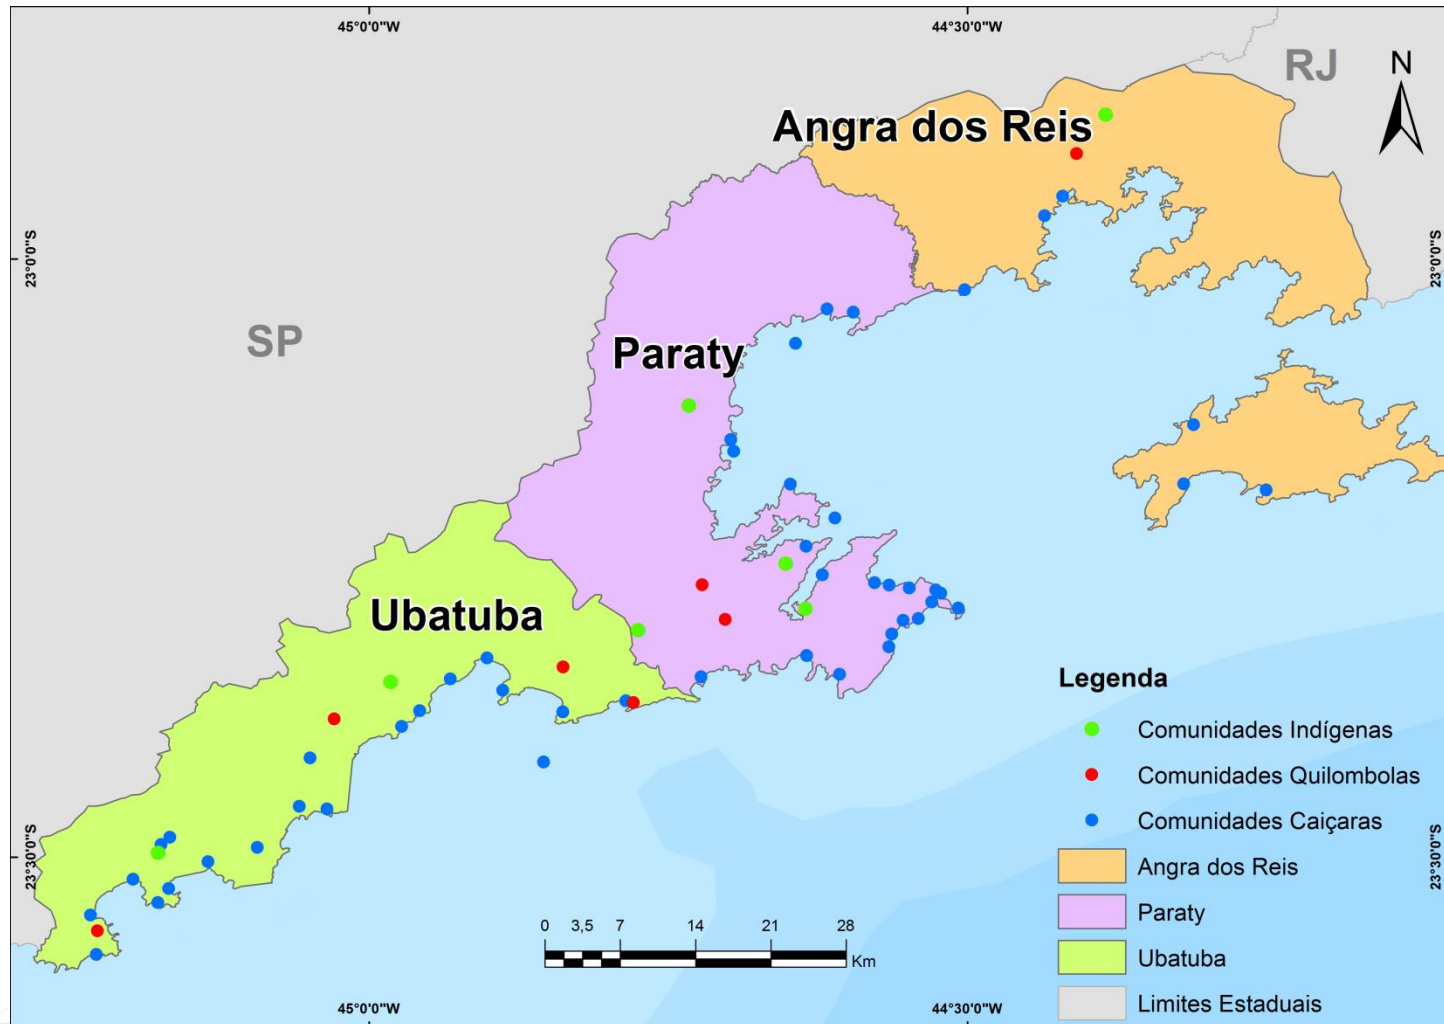 45°0'0"W
44°30'0"W
RJ
N
Angra dos Reis
23°0'0"S
23°0'0"S
SP
Paraty
Ubatuba
Legenda
Comunidades Indígenas
Comunidades Quilombolas
Comunidades Caiçaras
Angra dos Reis
Paraty
Ubatuba
Limites Estaduais
23°30'0"S
23°30'0"S
0 3,5 7 14 21 28
Km
45°0'0"W
44°30'0"W